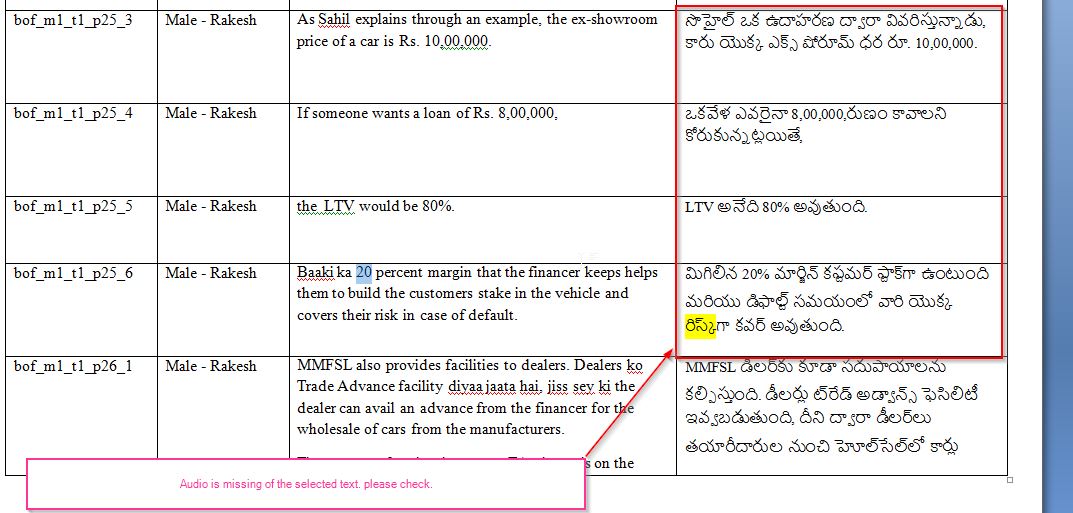 bof_m1_t1_p25_3
Male - Rakesh
As Sahil explains through an example, the ex-showroom
price of a car is Rs. 10,00,000.
సొహైల్ ఒక ఉదాహరణ ద్వారా వివరిస్తున్నాడు,
కారు యొక్క ఎక్స్ షోరూమ్ ధర రూ. 10,00,000.
bof_m1_t1_p25_4
Male - Rakesh
If someone wants a loan of Rs. 8,00,000,
ఒకవేళ ఎవరైనా 8,00,000,రుణం కావాలని
కోరుకున్నట్లయితే,
bof_m1_t1_p25_5
Male - Rakesh
the LTV would be 80%.
LTV అనేది 80% అవుతుంది.
bof_m1_t1_p25_6
Male - Rakesh
Baaki ka 20 percent margin that the financer keeps helps
them to build the customers stake in the vehicle and
covers their risk in case of default.
మిగిలిన 20% మార్జిన్ కస్టమర్ స్టాక్‌గా ఉంటుంది
మరియు డిఫాల్ట్ సమయంలో వారి యొక్క
రిస్క్‌గా కవర్ అవుతుంది.
bof_m1_t1_p26_1
Male - Rakesh
MMFSL also provides facilities to dealers. Dealers ko
Trade Advance facility diyaa jaata hai, jiss sey ki the
dealer can avail an advance from the financer for the
wholesale of cars from the manufacturers.
on the
MMFSL డీలర్‌కు కూడా సదుపాయాలను
కల్పిస్తుంది. డీలర్లు ట్‌రేడ్ అడ్వాన్స్ ఫెసిలిటీ
ఇవ్వబడుతుంది, దీని ద్వారా డీలర్‌లు
తయారీదారుల నుంచి హెూల్‌సేల్‌లో కార్లు
Audio is missing of the selected text. please check.